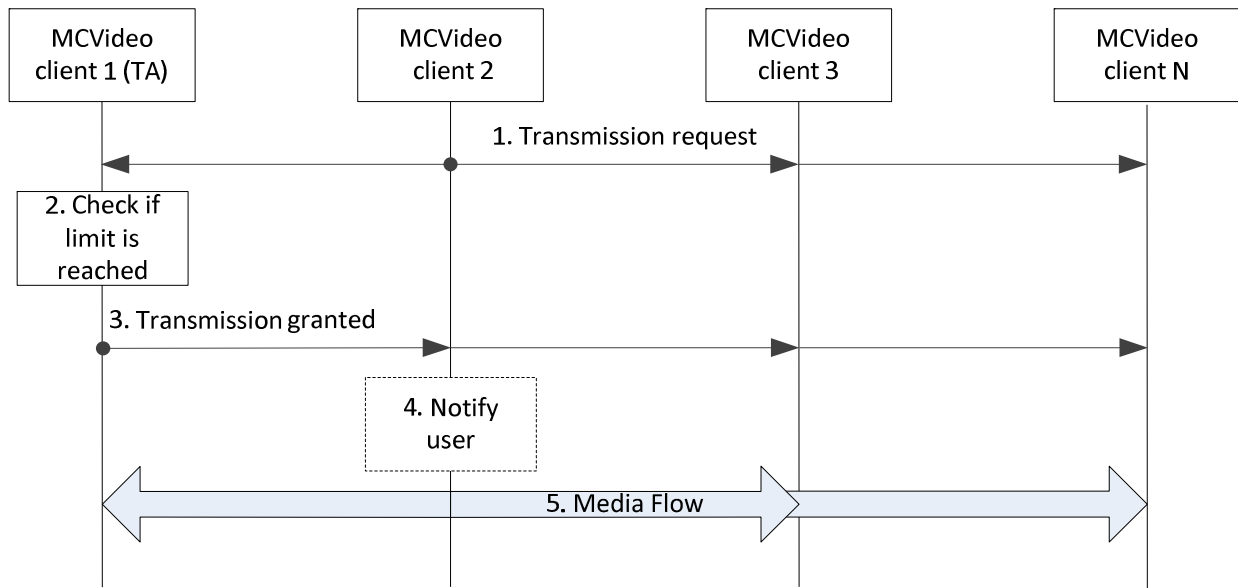 MCVideo
client 1 (TA)
MCVideo
client 2
MCVideo
client 3
MCVideo
client N
1. Transmission request
2. Check if
limit is
reached
3. Transmission granted
4. Notify
user
5. Media Flow